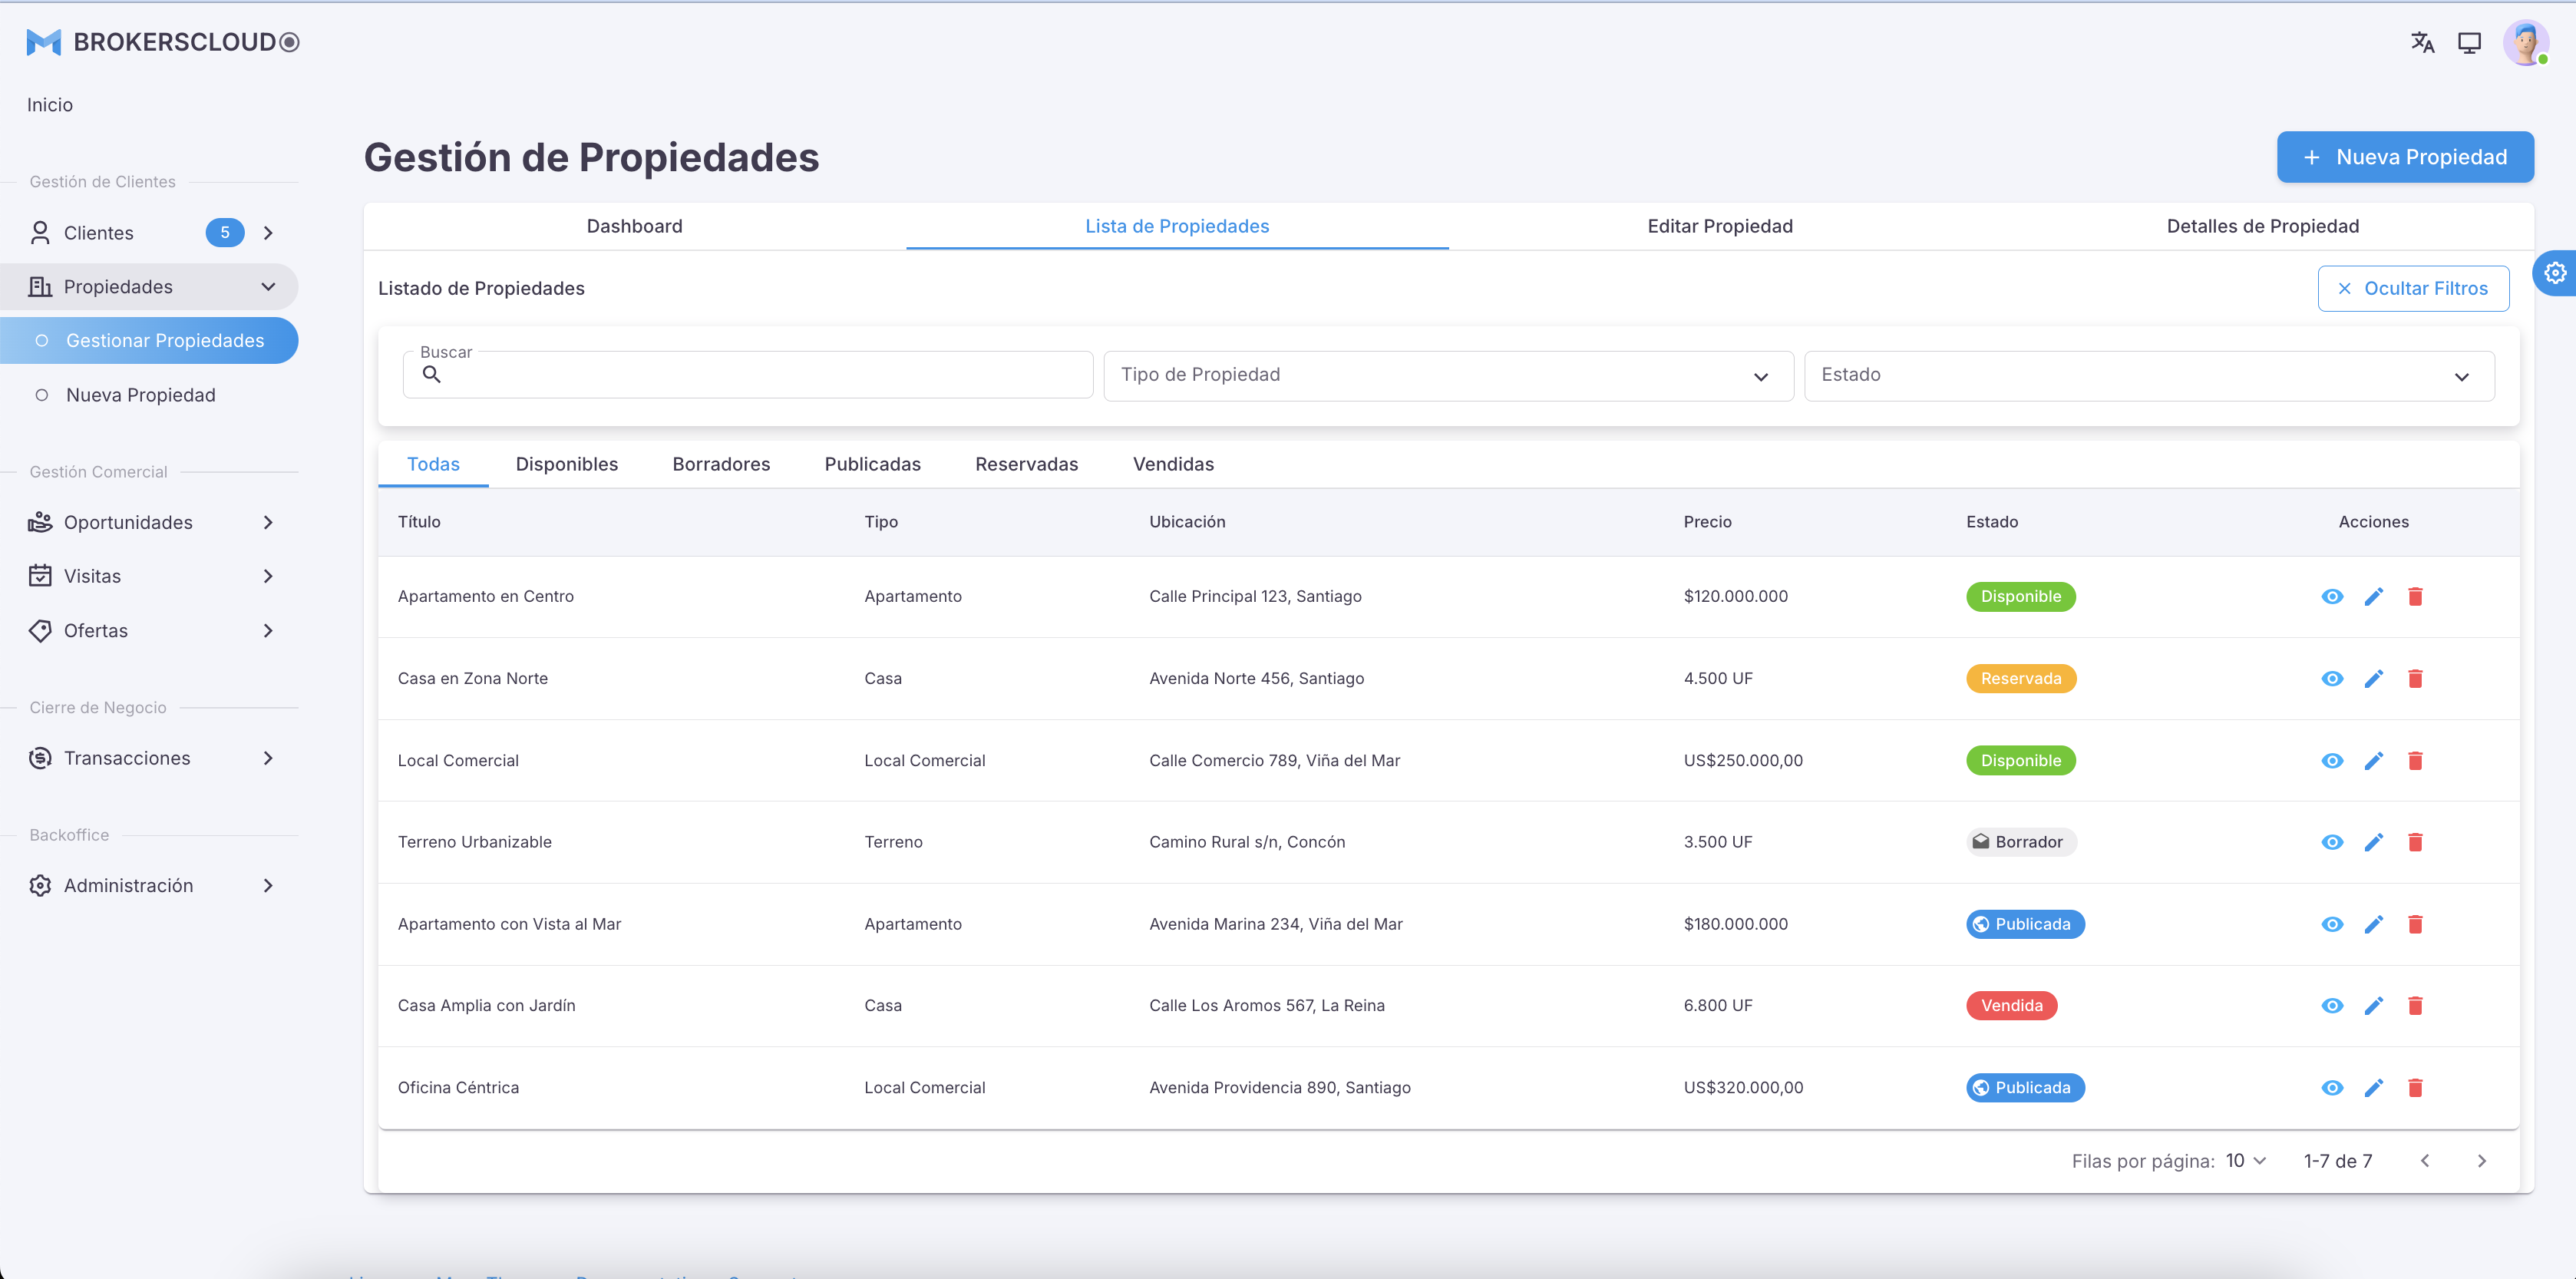 BROKERSCLOUD
Inicio
Gestión de Clientes
Clientes 5
Propiedades
Gestionar Propiedades
Nueva Propiedad
Gestión Comercial
Oportunidades
Visitas
Ofertas
Cierre de Negocio
Transacciones
Backoffice
Administración
Gestión de Propiedades
+ Nueva Propiedad
Dashboard Lista de Propiedades Editar Propiedad Detalles de Propiedad
Listado de Propiedades
Ocultar Filtros
Buscar
Tipo de Propiedad
Estado
Todas Disponibles Borradores Publicadas Reservadas Vendidas
Título Tipo Ubicación Precio Estado Acciones
Apartamento en Centro Apartamento Calle Principal 123, Santiago $120.000.000 Disponible
Casa en Zona Norte Casa Avenida Norte 456, Santiago 4.500 UF Reservada
Local Comercial Local Comercial Calle Comercio 789, Viña del Mar US$250.000,00 Disponible
Terreno Urbanizable Terreno Camino Rural s/n, Concón 3.500 UF Borrador
Apartamento con Vista al Mar Apartamento Avenida Marina 234, Viña del Mar $180.000.000 Publicada
Casa Amplia con Jardín Casa Calle Los Aromos 567, La Reina 6.800 UF Vendida
Oficina Céntrica Local Comercial Avenida Providencia 890, Santiago US$320.000,00 Publicada
Filas por página: 10 1-7 de 7